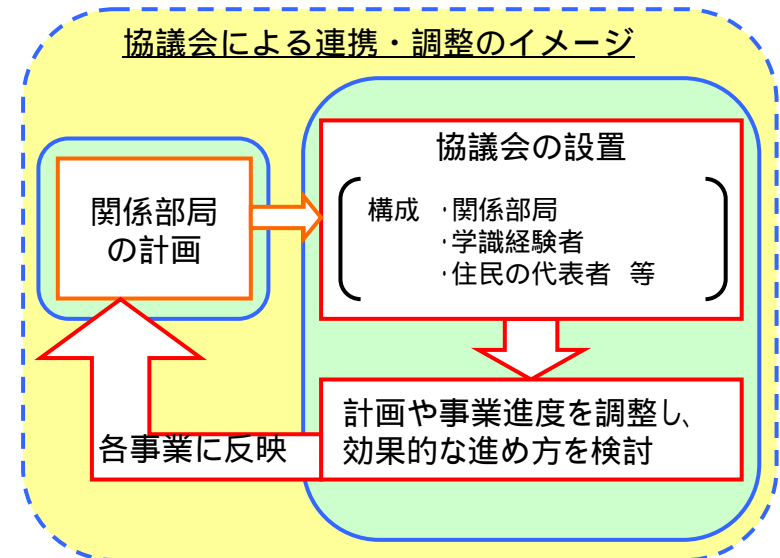 協議会による連携・調整のイメージ
関係部局
の計画
協議会の設置
構成 ・関係部局
・学識経験者
・住民の代表者 等
計画や事業進度を調整し、
効果的な進め方を検討
各事業に反映